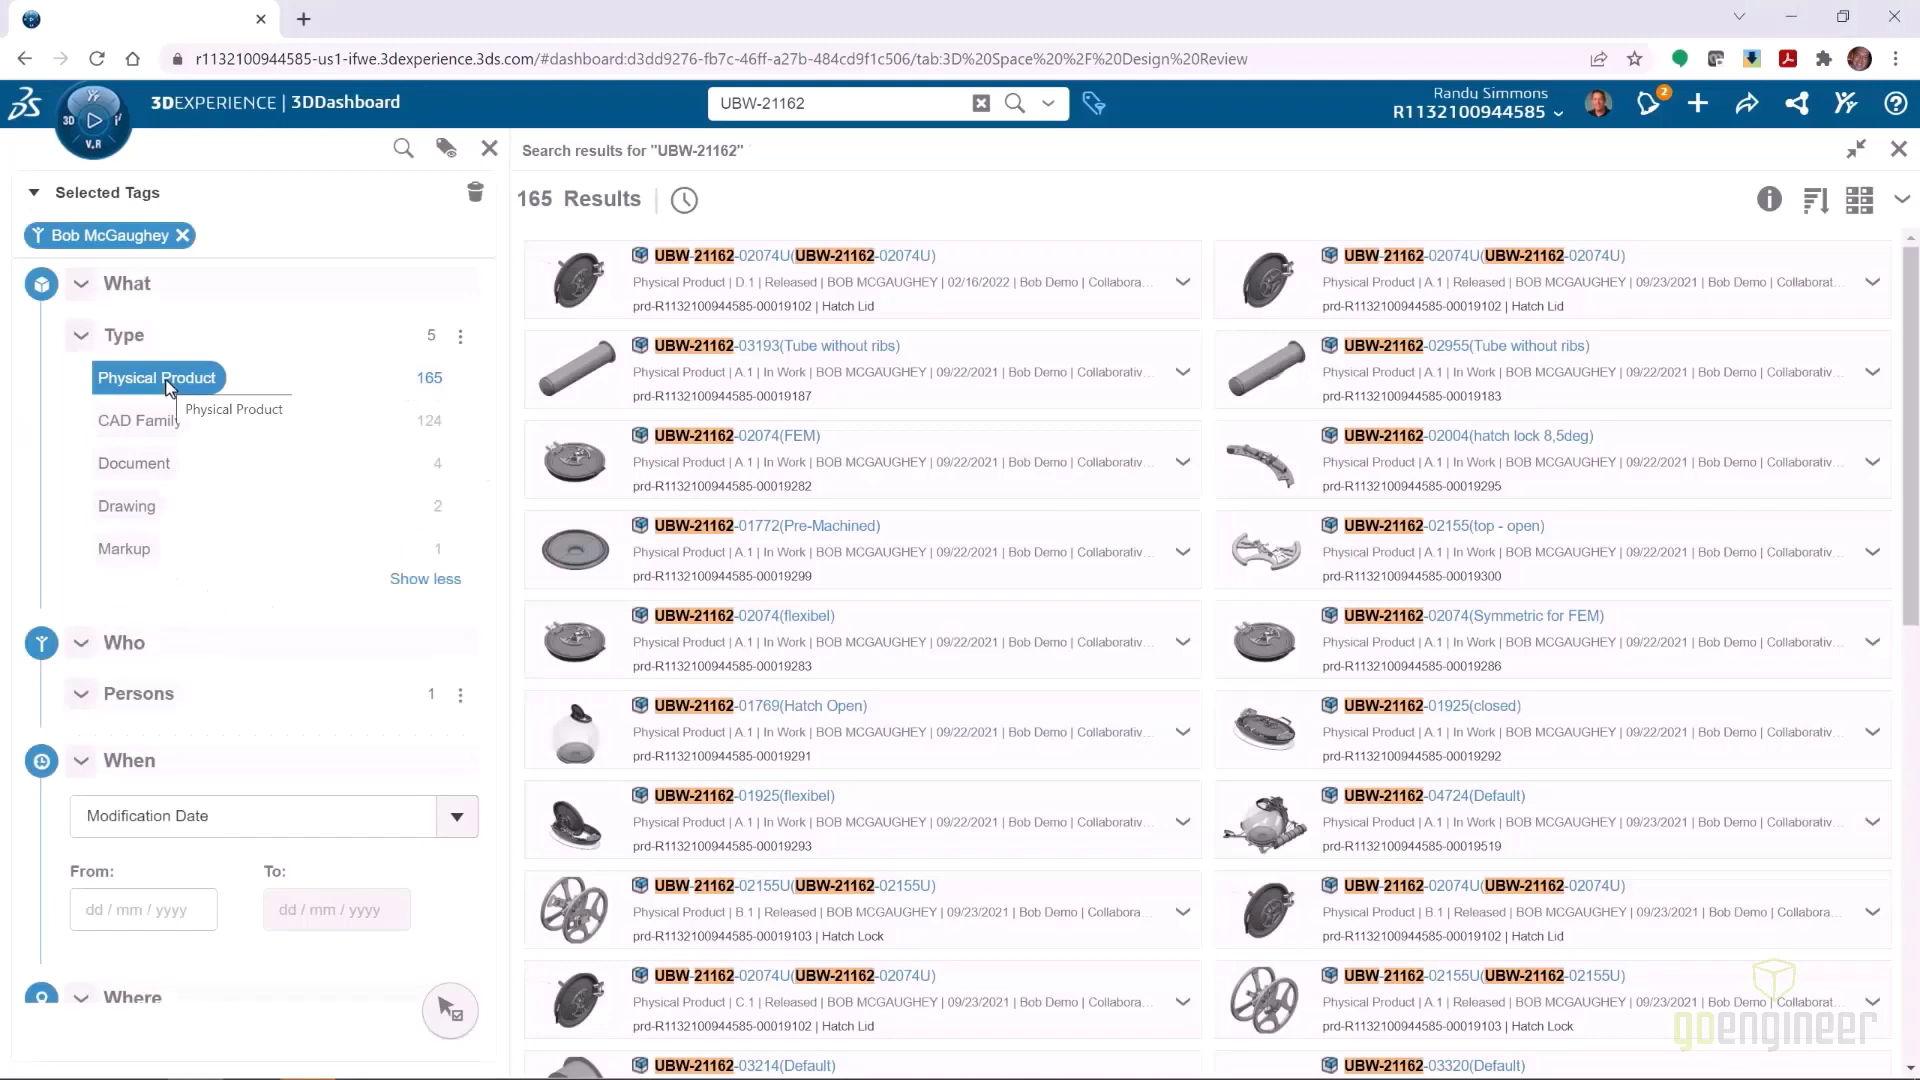 r1132100944585-us1-ifwe.3dexperience.3ds.com/#dashboard:d3dd9276-fb7c-46ff-a27b-484cd9f1c506/tab:3D%20Space%20%2F%20Design%20Review
3D
V.R
3DEXPERIENCE | 3DDashboard
UBW-21162
Randu Simmons
R1132100944585
2
Selected Tags
Bob McGaughey
What
Type 5
Physical Product 165
Physical Product
CAD Family 124
Document 4
Drawing 2
Markup 1
Show less
Who
Persons 1
When
Modification Date
From: To:
dd / mm / yyyy dd / mm / yyyy
Where
Search results for "UBW-21162"
165 Results
UBW-21162-02074U(UBW-21162-02074U)
Physical Product | D.1 | Released | BOB MCGAUGHEY | 02/16/2022 | Bob Demo | Collabora...
prd-R1132100944585-00019102 | Hatch Lid
UBW-21162-02074U(UBW-21162-02074U)
Physical Product | A.1 | Released | BOB MCGAUGHEY | 09/23/2021 | Bob Demo | Collaborat...
prd-R1132100944585-00019102 | Hatch Lid
UBW-21162-03193(Tube without ribs)
Physical Product | A.1 | In Work | BOB MCGAUGHEY | 09/22/2021 | Bob Demo | Collaborativ...
prd-R1132100944585-00019187
UBW-21162-02955(Tube without ribs)
Physical Product | A.1 | In Work | BOB MCGAUGHEY | 09/22/2021 | Bob Demo | Collaborativ...
prd-R1132100944585-00019183
UBW-21162-02074(FEM)
Physical Product | A.1 | In Work | BOB MCGAUGHEY | 09/22/2021 | Bob Demo | Collaborativ...
prd-R1132100944585-00019282
UBW-21162-02004(hatch lock 8,5deg)
Physical Product | A.1 | In Work | BOB MCGAUGHEY | 09/22/2021 | Bob Demo | Collaborativ...
prd-R1132100944585-00019295
UBW-21162-01772(Pre-Machined)
Physical Product | A.1 | In Work | BOB MCGAUGHEY | 09/22/2021 | Bob Demo | Collaborativ...
prd-R1132100944585-00019299
UBW-21162-02155(top - open)
Physical Product | A.1 | In Work | BOB MCGAUGHEY | 09/22/2021 | Bob Demo | Collaborativ...
prd-R1132100944585-00019300
UBW-21162-02074(flexibel)
Physical Product | A.1 | In Work | BOB MCGAUGHEY | 09/22/2021 | Bob Demo | Collaborativ...
prd-R1132100944585-00019283
UBW-21162-02074(Symmetric for FEM)
Physical Product | A.1 | In Work | BOB MCGAUGHEY | 09/22/2021 | Bob Demo | Collaborativ...
prd-R1132100944585-00019286
UBW-21162-01769(Hatch Open)
Physical Product | A.1 | In Work | BOB MCGAUGHEY | 09/22/2021 | Bob Demo | Collaborativ...
prd-R1132100944585-00019291
UBW-21162-01925(closed)
Physical Product | A.1 | In Work | BOB MCGAUGHEY | 09/22/2021 | Bob Demo | Collaborativ...
prd-R1132100944585-00019292
UBW-21162-01925(flexibel)
Physical Product | A.1 | In Work | BOB MCGAUGHEY | 09/22/2021 | Bob Demo | Collaborativ...
prd-R1132100944585-00019293
UBW-21162-04724(Default)
Physical Product | A.1 | In Work | BOB MCGAUGHEY | 09/23/2021 | Bob Demo | Collaborativ...
prd-R1132100944585-00019519
UBW-21162-02155U(UBW-21162-02155U)
Physical Product | B.1 | Released | BOB MCGAUGHEY | 09/23/2021 | Bob Demo | Collabora...
prd-R1132100944585-00019103 | Hatch Lock
UBW-21162-02074U(UBW-21162-02074U)
Physical Product | B.1 | Released | BOB MCGAUGHEY | 09/23/2021 | Bob Demo | Collabora...
prd-R1132100944585-00019102 | Hatch Lid
UBW-21162-02074U(UBW-21162-02074U)
Physical Product | C.1 | Released | BOB MCGAUGHEY | 09/23/2021 | Bob Demo | Collabora...
prd-R1132100944585-00019102 | Hatch Lid
UBW-21162-02155U(UBW-21162-02155U)
Physical Product | A.1 | Released | BOB MCGAUGHEY | 09/23/2021 | Bob Demo | Collaborat...
prd-R1132100944585-00019103 | Hatch Lock
UBW-21162-03214(Default)
UBW-21162-03320(Default)
goengineer